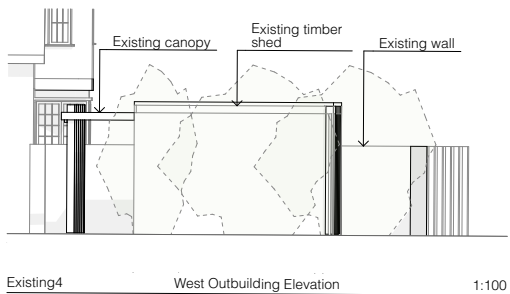 Existing canopy
Existing timber
shed
Existing wall
Existing4 West Outbuilding Elevation 1:100